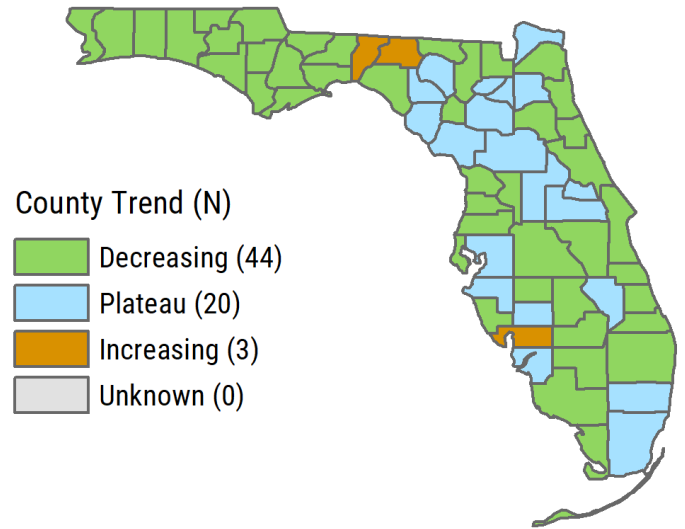 County Trend (N)
Decreasing (44)
Plateau (20)
Increasing (3)
Unknown (0)